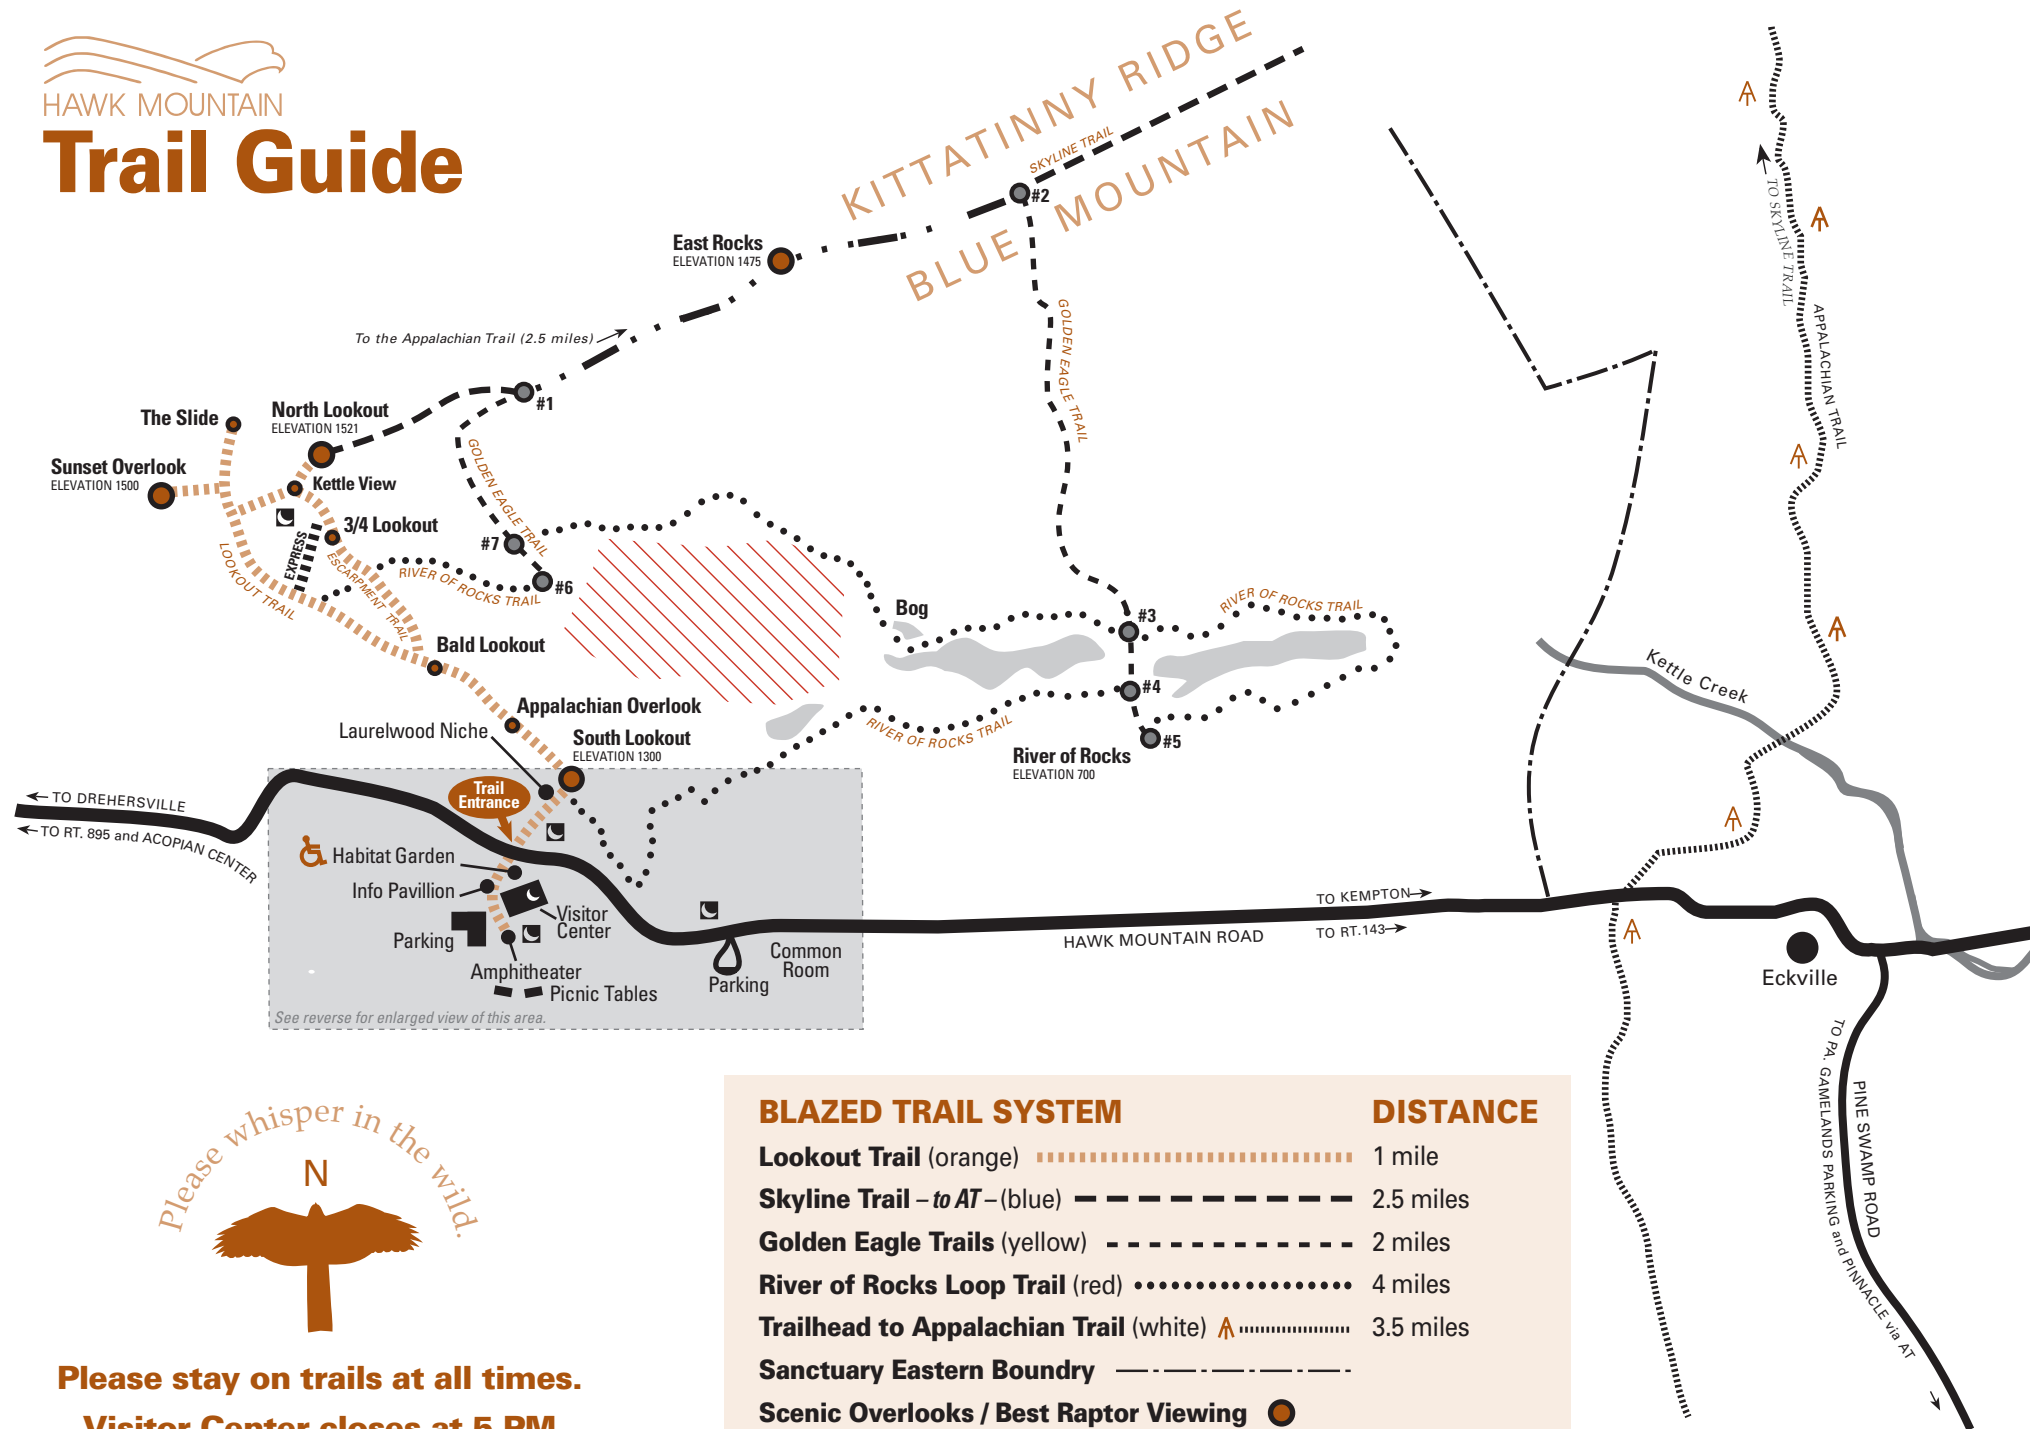 HAWK MOUNTAIN
Trail Guide
KITTATINNY RIDGE
BLUE MOUNTAIN
SKYLINE TRAIL
#2
East Rocks
ELEVATION 1475
To the Appalachian Trail (2.5 miles)
GOLDEN EAGLE TRAIL
TO SKYLINE TRAIL
APPALACHIAN TRAIL
#1
The Slide
North Lookout
ELEVATION 1521
Sunset Overlook
ELEVATION 1500
Kettle View
3/4 Lookout
EXPRESS
LOOKOUT TRAIL
ESCARPMENT TRAIL
GOLDEN EAGLE TRAIL
#7
#6
RIVER OF ROCKS TRAIL
Bald Lookout
Bog
#3
RIVER OF ROCKS TRAIL
#4
#5
RIVER OF ROCKS TRAIL
River of Rocks
ELEVATION 700
Kettle Creek
Appalachian Overlook
Laurelwood Niche
South Lookout
ELEVATION 1300
Trail
Entrance
TO DREHERSVILLE
TO RT. 895 and ACOPIAN CENTER
Habitat Garden
Info Pavillion
Visitor
Center
Parking
Amphitheater
Picnic Tables
Parking
Common
Room
See reverse for enlarged view of this area.
HAWK MOUNTAIN ROAD
TO KEMPTON
TO RT.143
Eckville
TO PA. GAMELANDS PARKING and PINNACLE via AT
PINE SWAMP ROAD
Please whisper in the wild.
N
Please stay on trails at all times.
Visitor Center closes at 5 PM
BLAZED TRAIL SYSTEM DISTANCE
Lookout Trail (orange) 1 mile
Skyline Trail – to AT – (blue) 2.5 miles
Golden Eagle Trails (yellow) 2 miles
River of Rocks Loop Trail (red) 4 miles
Trailhead to Appalachian Trail (white) 3.5 miles
Sanctuary Eastern Boundry
Scenic Overlooks / Best Raptor Viewing